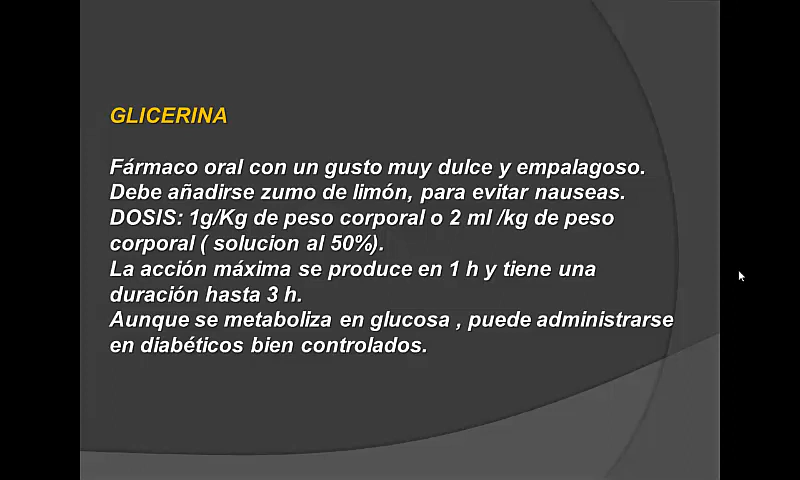 GLICERINA
Fármaco oral con un gusto muy dulce y empalagoso.
Debe añadirse zumo de limón, para evitar nauseas.
DOSIS: 1g/Kg de peso corporal o 2 ml /kg de peso
corporal ( solucion al 50%).
La acción máxima se produce en 1 h y tiene una
duración hasta 3 h.
Aunque se metaboliza en glucosa , puede administrarse
en diabéticos bien controlados.